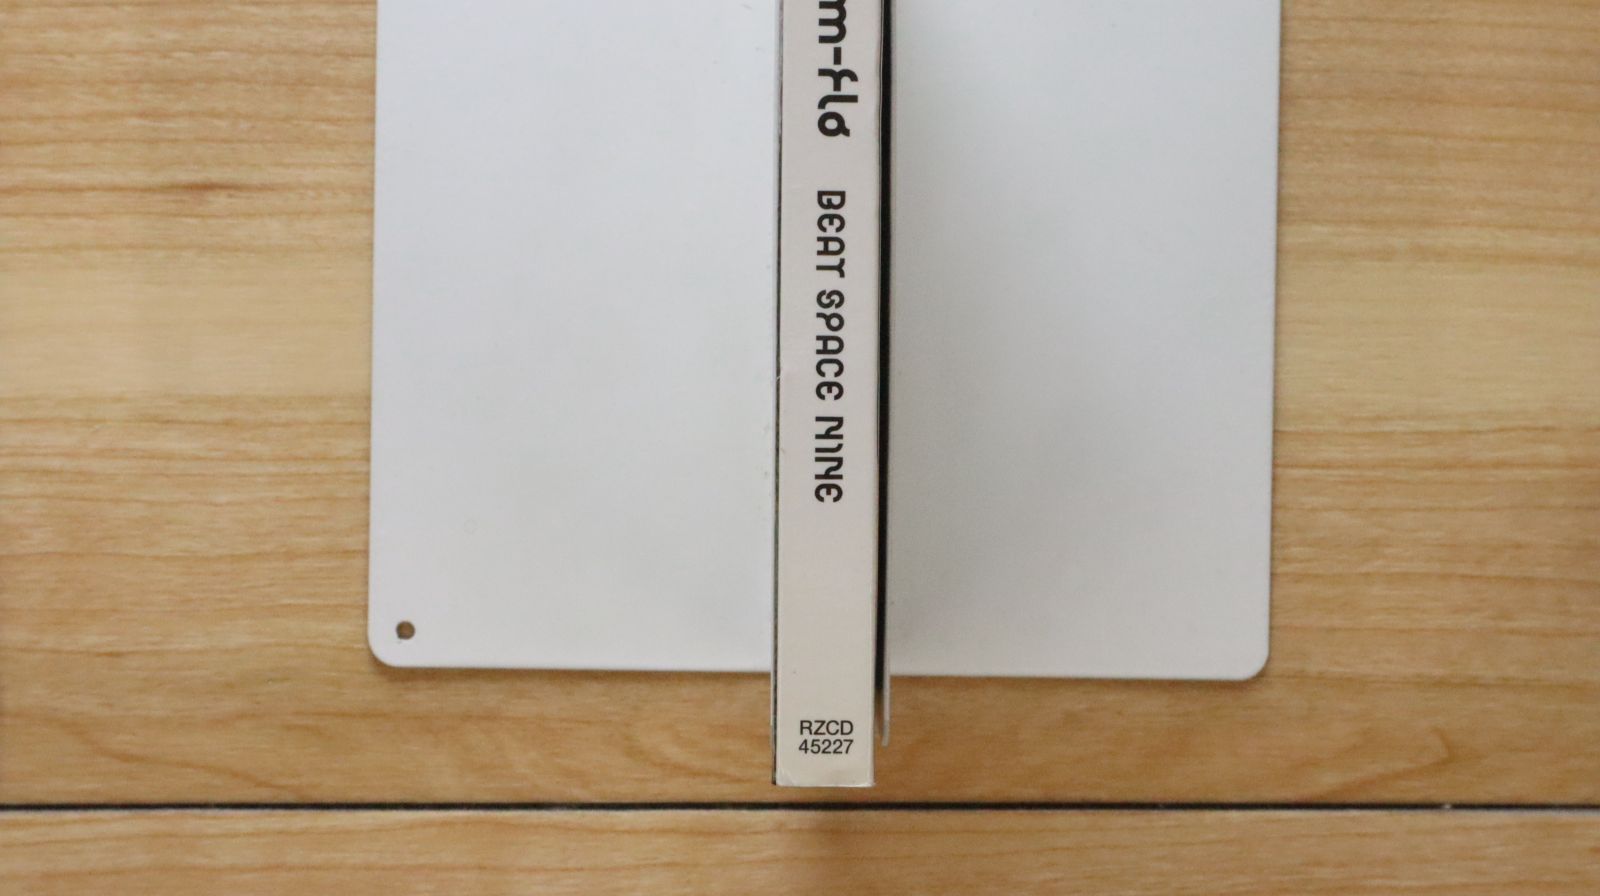 m-flo BEAT SPACE NINE
RZCD
45227